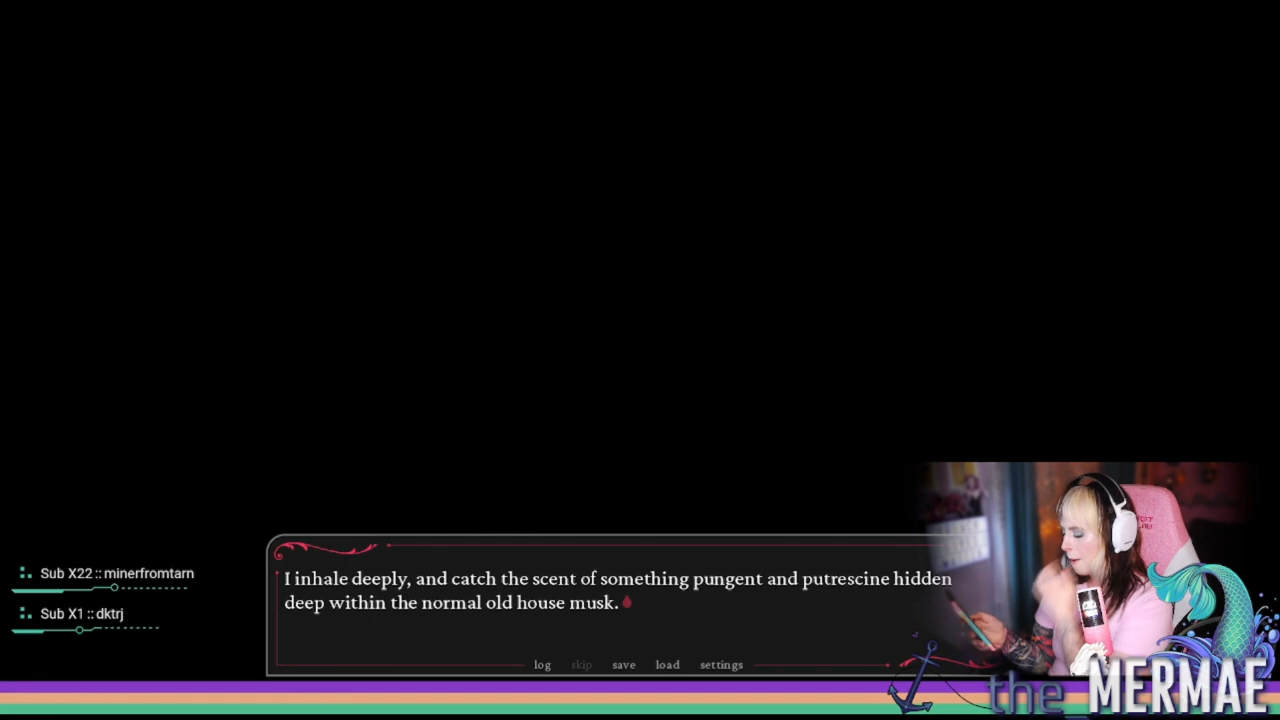 I inhale deeply, and catch the scent of something pungent and putrescine hidden
deep within the normal old house musk.
Sub X22 :: minerfromtarn
Sub X1 :: dktrj
log skip save load settings
the MERMAE